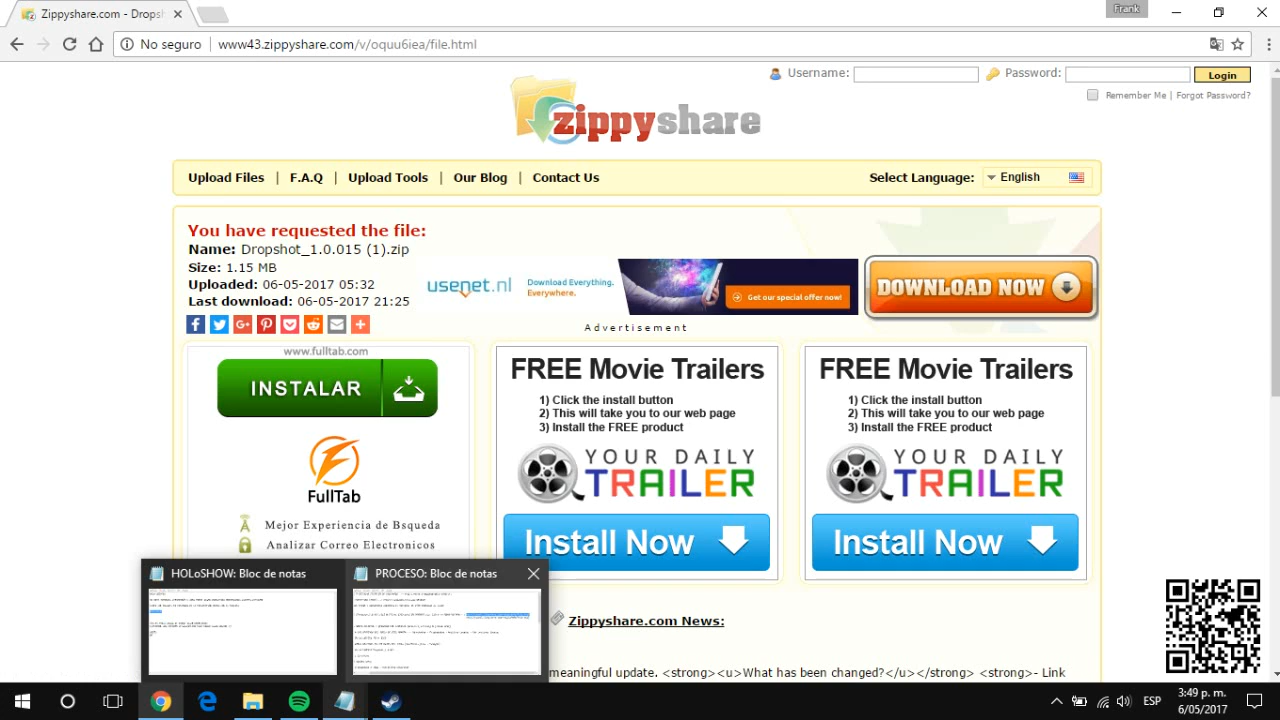 Zippyshare.com - Dropsh
Frank
No seguro
www43.zippyshare.com/v/oquu6iea/file.html
Username:
Password:
Login
Remember Me | Forgot Password?
zippyshare
Upload Files | F.A.Q | Upload Tools | Our Blog | Contact Us
Select Language: English
You have requested the file:
Name: Dropshot_1.0.015 (1).zip
Size: 1.15 MB
Uploaded: 06-05-2017 05:32
Last download: 06-05-2017 21:25
usenet.nl
Download Everything.
Everywhere.
Get our special offer now!
DOWNLOAD NOW
Advertisement
www.fulltab.com
INSTALAR
FullTab
Mejor Experiencia de Bsqueda
Analizar Correo Electronicos
FREE Movie Trailers
1) Click the install button
2) This will take you to our web page
3) Install the FREE product
YOUR DAILY
TRAILER
Install Now
FREE Movie Trailers
1) Click the install button
2) This will take you to our web page
3) Install the FREE product
YOUR DAILY
TRAILER
Install Now
HOLoSHOW: Bloc de notas
PROCESO: Bloc de notas
Zippyshare.com News:
meaningful update. <strong><u>What has been changed?</u></strong> <strong>- Link
ESP
3:49 p. m.
6/05/2017